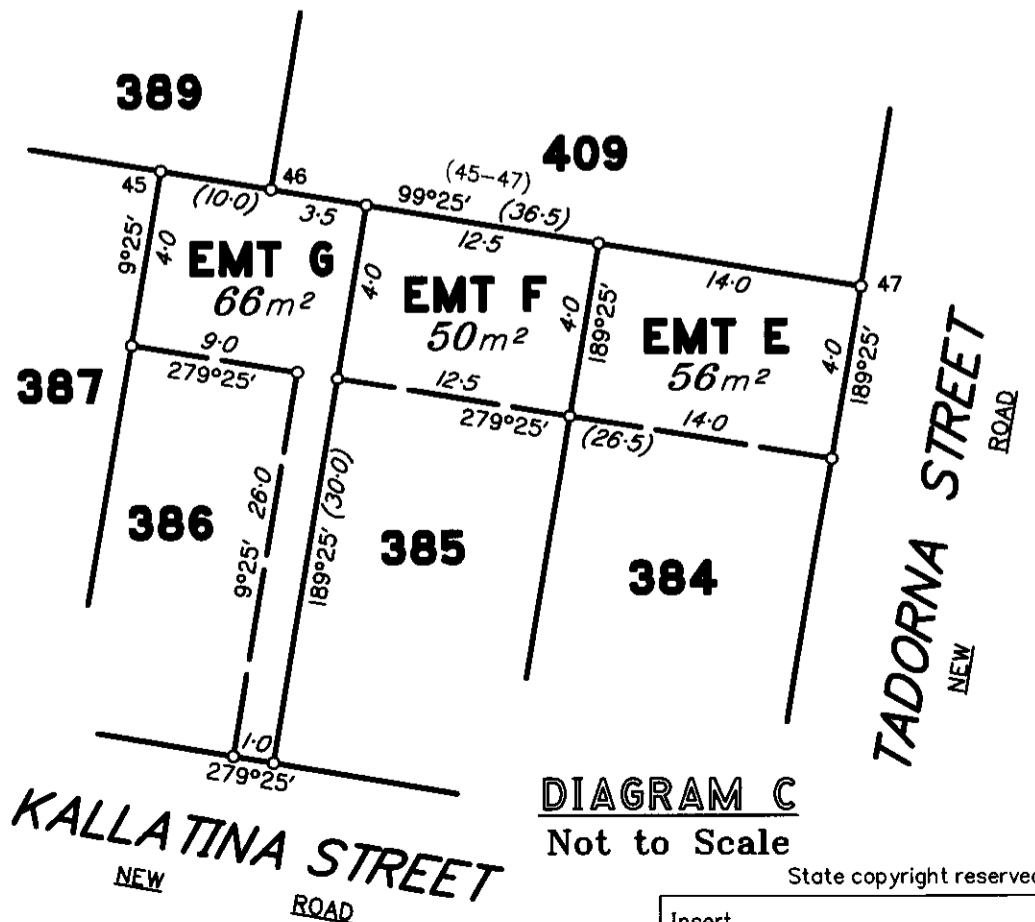 389
409
45
46
(45-47)
99°25'
(10·0)
3·5
(36·5)
12·5
14·0
47
9°25'
4·0
EMT G
66m²
4·0
EMT F
50m²
4·0
189°25'
EMT E
56m²
4·0
189°25'
387
9·0
279°25'
12·5
279°25'
(26·5)
14·0
386
9°25'
26·0
189°25'
(30·0)
385
384
TADORNA STREET
NEW
ROAD
1·0
279°25'
KALLATINA STREET
NEW
ROAD
DIAGRAM C
Not to Scale
State copyright reserved
Insert